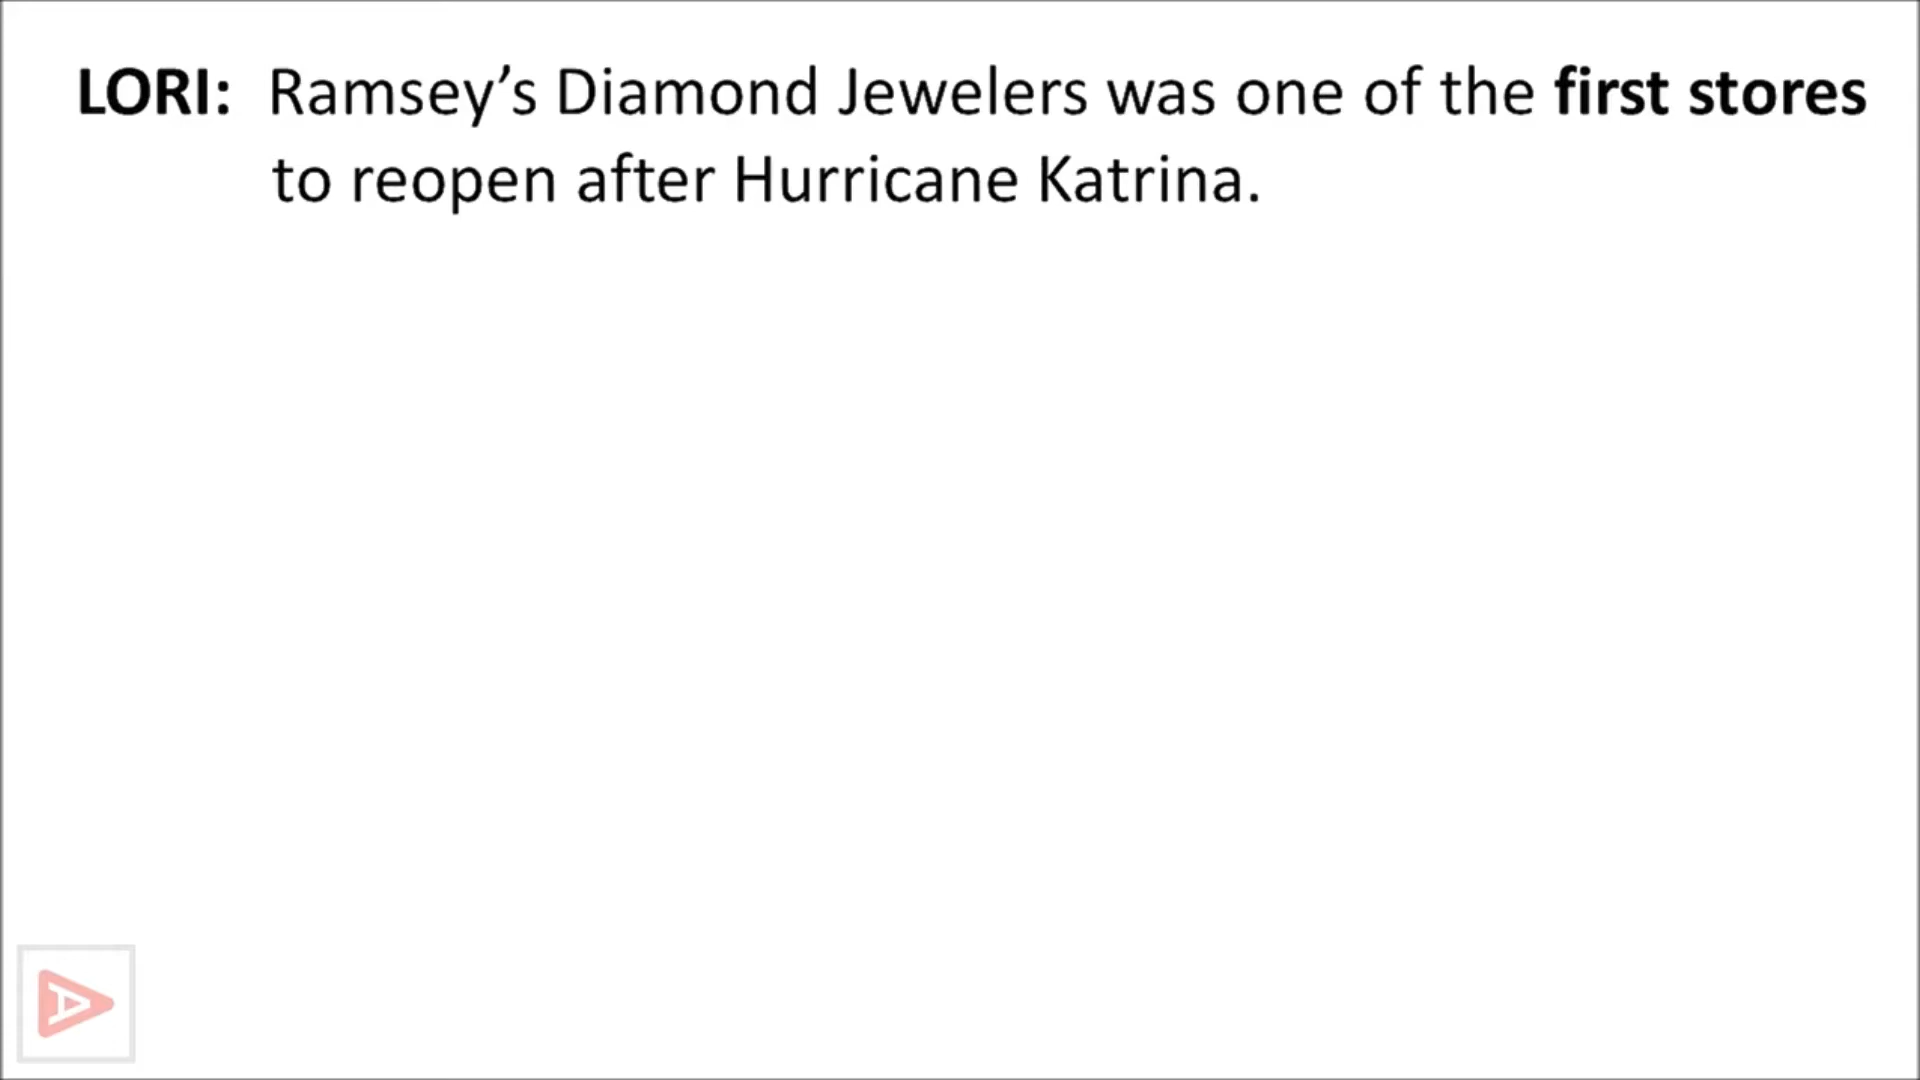 LORI: Ramsey’s Diamond Jewelers was one of the first stores
to reopen after Hurricane Katrina.